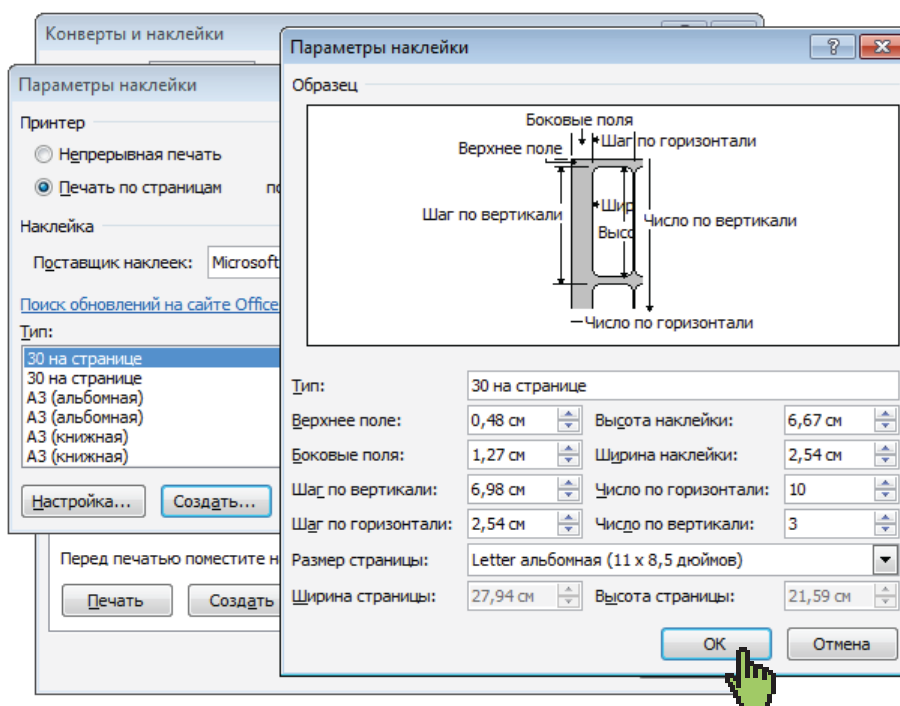 Конверты и наклейки
Параметры наклейки
Принтер
Непрерывная печать
Печать по страницам
Наклейка
Поставщик наклеек: Microsoft
Поиск обновлений на сайте Office
Тип:
30 на странице
30 на странице
А3 (альбомная)
А3 (альбомная)
А3 (книжная)
А3 (книжная)
Настройка... Создать...
Перед печатью поместите н
Печать Создать
Параметры наклейки
Образец
Боковые поля
Шаг по горизонтали
Верхнее поле
Шаг по вертикали
Шир
Число по вертикали
Высо
Число по горизонтали
Тип: 30 на странице
Верхнее поле: 0,48 см Высота наклейки: 6,67 см
Боковые поля: 1,27 см Ширина наклейки: 2,54 см
Шаг по вертикали: 6,98 см Число по горизонтали: 10
Шаг по горизонтали: 2,54 см Число по вертикали: 3
Размер страницы: Letter альбомная (11 x 8,5 дюймов)
Ширина страницы: 27,94 см Высота страницы: 21,59 см
ОК Отмена